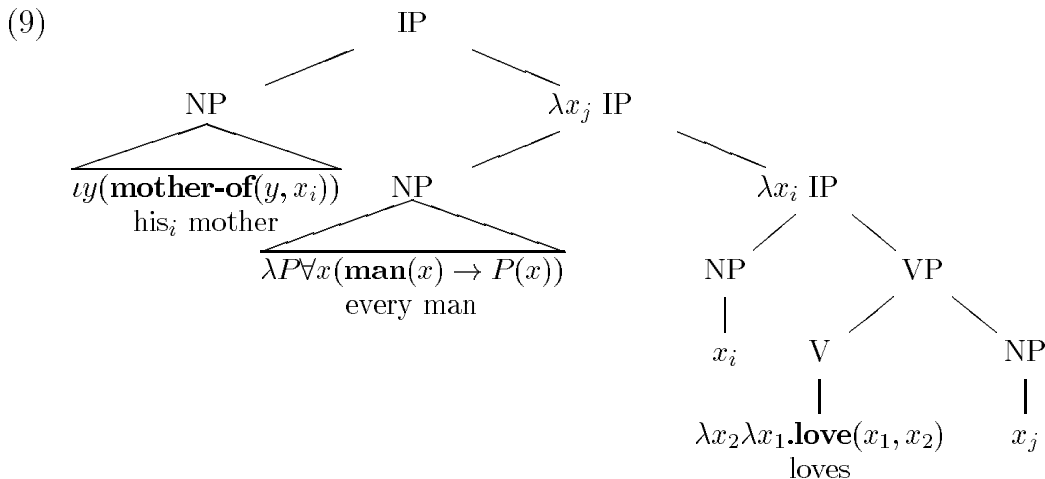 (9) IP
NP λx_j IP
ιy(mother-of(y, x_i)) NP λx_i IP
his_i mother
λP∀x(man(x) → P(x)) NP VP
every man
x_i V NP
λx_2λx_1.love(x_1, x_2) x_j
loves